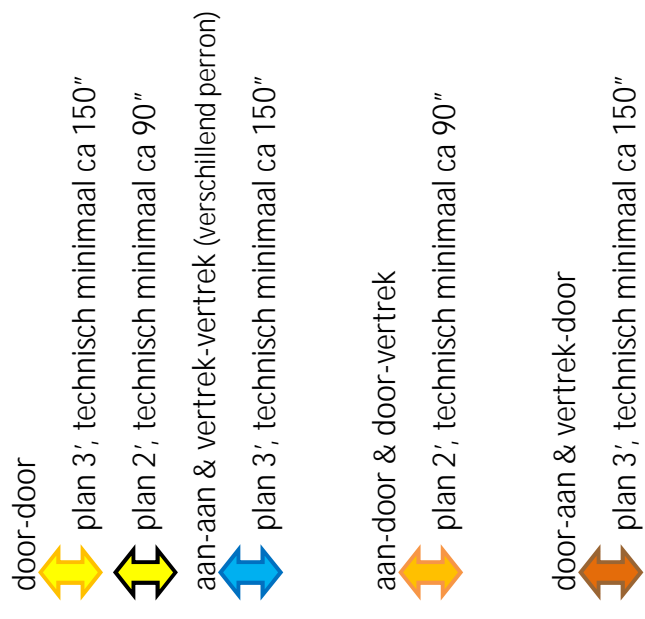 door-door
plan 3', technisch minimaal ca 150"
plan 2', technisch minimaal ca 90"
aan-aan & vertrek-vertrek (verschillend perron)
plan 3', technisch minimaal ca 150"
aan-door & door-vertrek
plan 2', technisch minimaal ca 90"
door-aan & vertrek-door
plan 3', technisch minimaal ca 150"